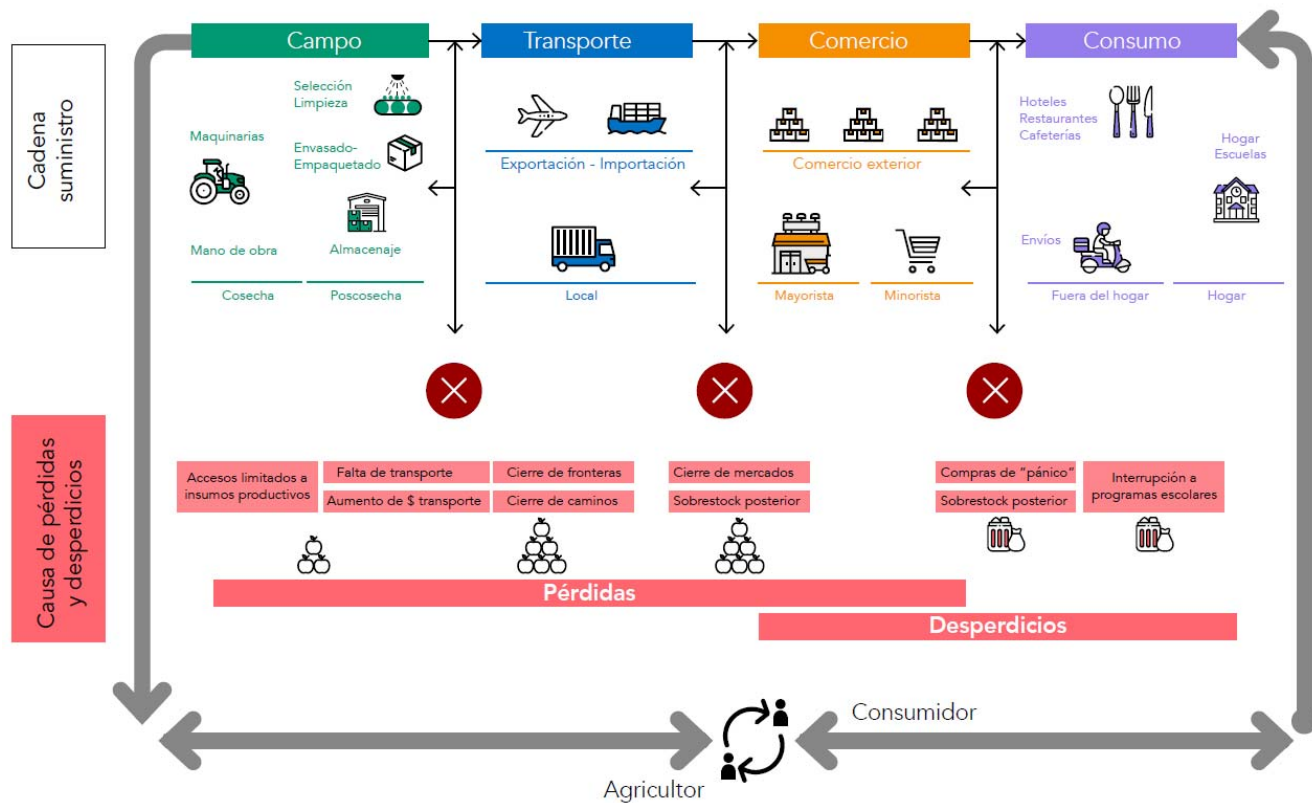 Campo
Transporte
Comercio
Consumo
Cadena
suministro
Selección
Limpieza
Maquinarias
Envasado-
Empaquetado
Mano de obra
Almacenaje
Cosecha
Poscosecha
Exportación - Importación
Local
Comercio exterior
Mayorista
Minorista
Hoteles
Restaurantes
Cafeterías
Hogar
Escuelas
Envíos
Fuera del hogar
Hogar
Causa de pérdidas
y desperdicios
Accesos limitados a
insumos productivos
Falta de transporte
Aumento de $ transporte
Cierre de fronteras
Cierre de caminos
Cierre de mercados
Sobrestock posterior
Compras de "pánico"
Sobrestock posterior
Interrupción a
programas escolares
Pérdidas
Desperdicios
Consumidor
Agricultor